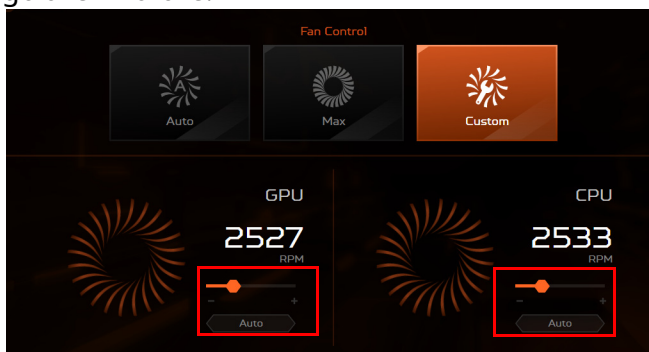 Fan Control
Auto
Max
Custom
GPU
2527
RPM
- +
Auto
CPU
2533
RPM
- +
Auto